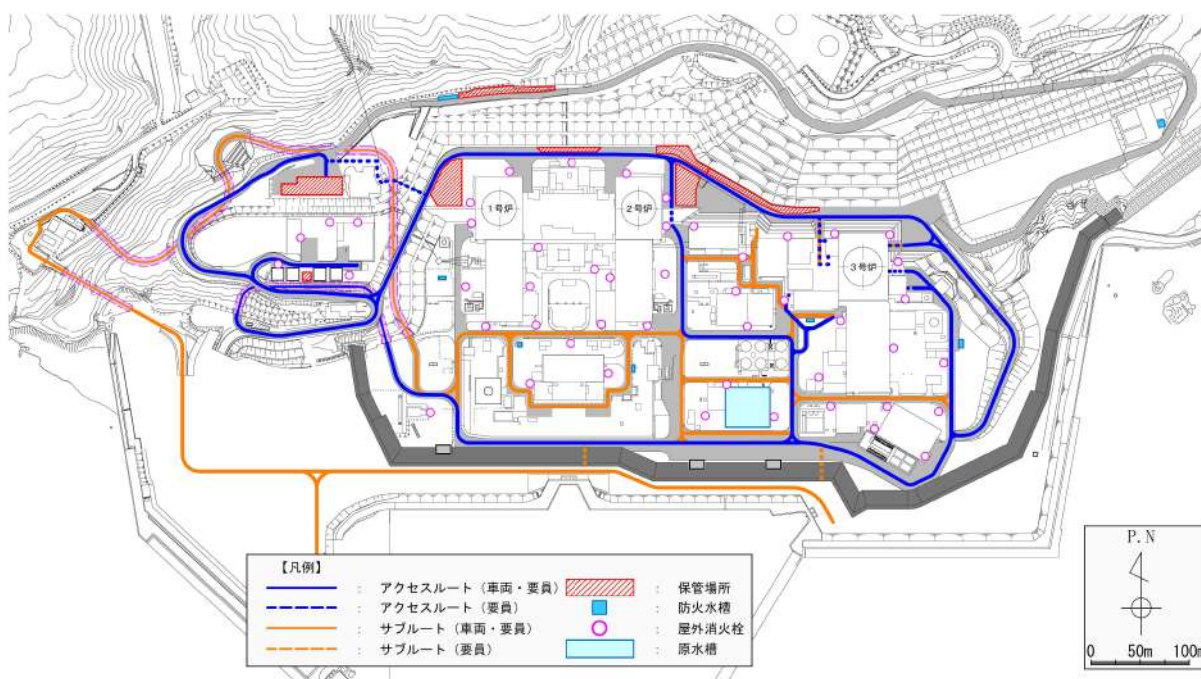 1号炉
2号炉
3号炉
【凡例】
: アクセスルート（車両・要員）
: アクセスルート（要員）
: サブルート（車両・要員）
: サブルート（要員）
: 保管場所
: 防火水槽
: 屋外消火栓
: 原水槽
P.N
0 50m 100m